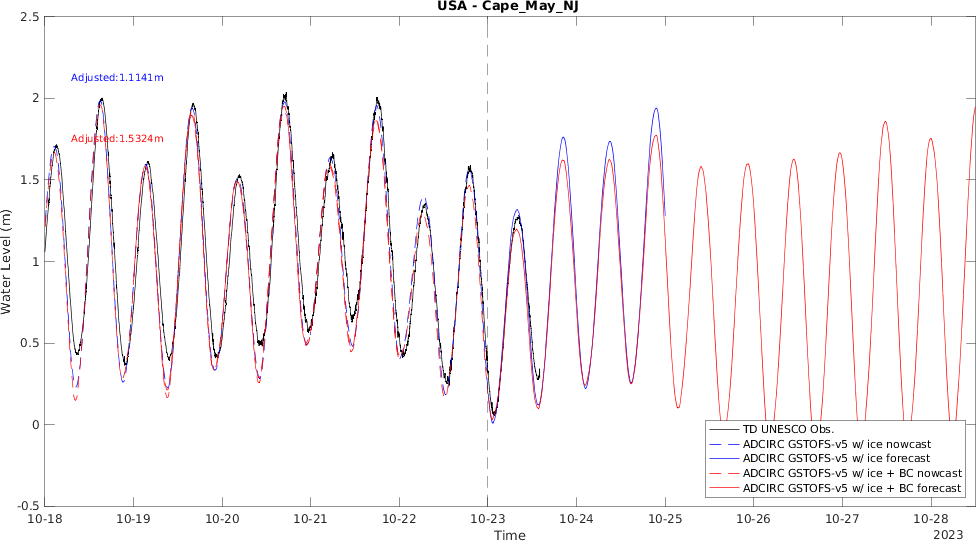 USA - Cape_May_NJ
2.5
2
1.5
1
0.5
0
-0.5
Water Level (m)
Adjusted:1.1141m
Adjusted:1.5324m
TD UNESCO Obs.
ADCIRC GSTOFS-v5 w/ ice nowcast
ADCIRC GSTOFS-v5 w/ ice forecast
ADCIRC GSTOFS-v5 w/ ice + BC nowcast
ADCIRC GSTOFS-v5 w/ ice + BC forecast
10-18 10-19 10-20 10-21 10-22 10-23 10-24 10-25 10-26 10-27 10-28
Time
2023